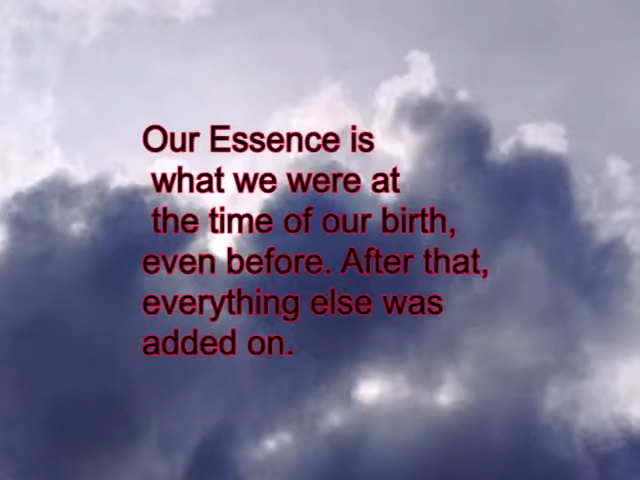 Our Essence is
what we were at
the time of our birth,
even before. After that,
everything else was
added on.